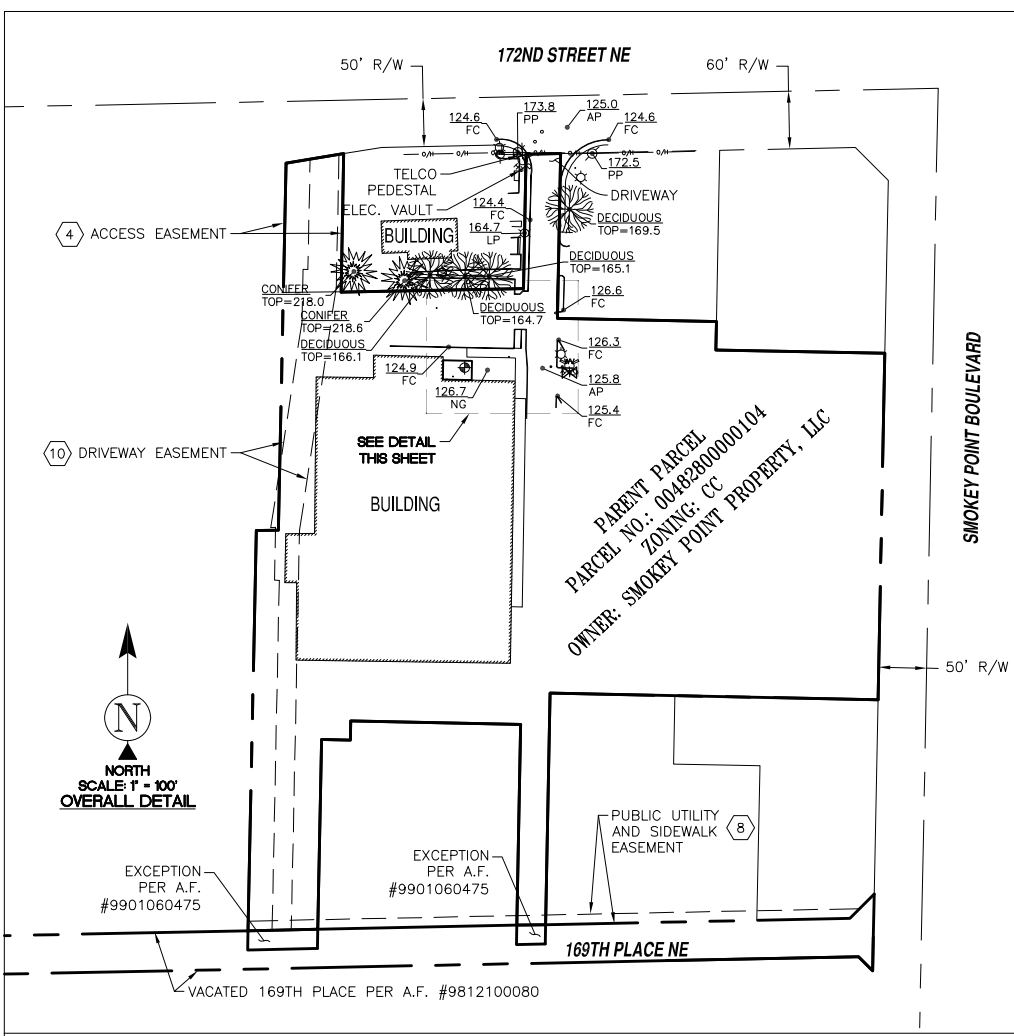 172ND STREET NE
50' R/W
60' R/W
173.8
PP
125.0
AP
124.6
FC
124.6
FC
172.5
PP
O/H O/H O/H O/H O/H O/H
TELCO
PEDESTAL
DRIVEWAY
ELEC. VAULT
124.4
FC
DECIDUOUS
TOP=169.5
4 ACCESS EASEMENT
BUILDING
164.7
LP
DECIDUOUS
TOP=165.1
CONIFER
TOP=218.0
126.6
FC
CONIFER
TOP=218.6
DECIDUOUS
TOP=164.7
DECIDUOUS
TOP=166.1
126.3
FC
124.9
FC
125.8
AP
126.7
NG
125.4
FC
SEE DETAIL
THIS SHEET
10 DRIVEWAY EASEMENT
BUILDING
PARENT PARCEL
PARCEL NO.: 00482800000104
ZONING: CC
OWNER: SMOKEY POINT PROPERTY, LLC
SMOKEY POINT BOULEVARD
50' R/W
N
NORTH
SCALE: 1" = 100'
OVERALL DETAIL
PUBLIC UTILITY
AND SIDEWALK
EASEMENT
8
EXCEPTION
PER A.F.
#9901060475
EXCEPTION
PER A.F.
#9901060475
169TH PLACE NE
VACATED 169TH PLACE PER A.F. #9812100080